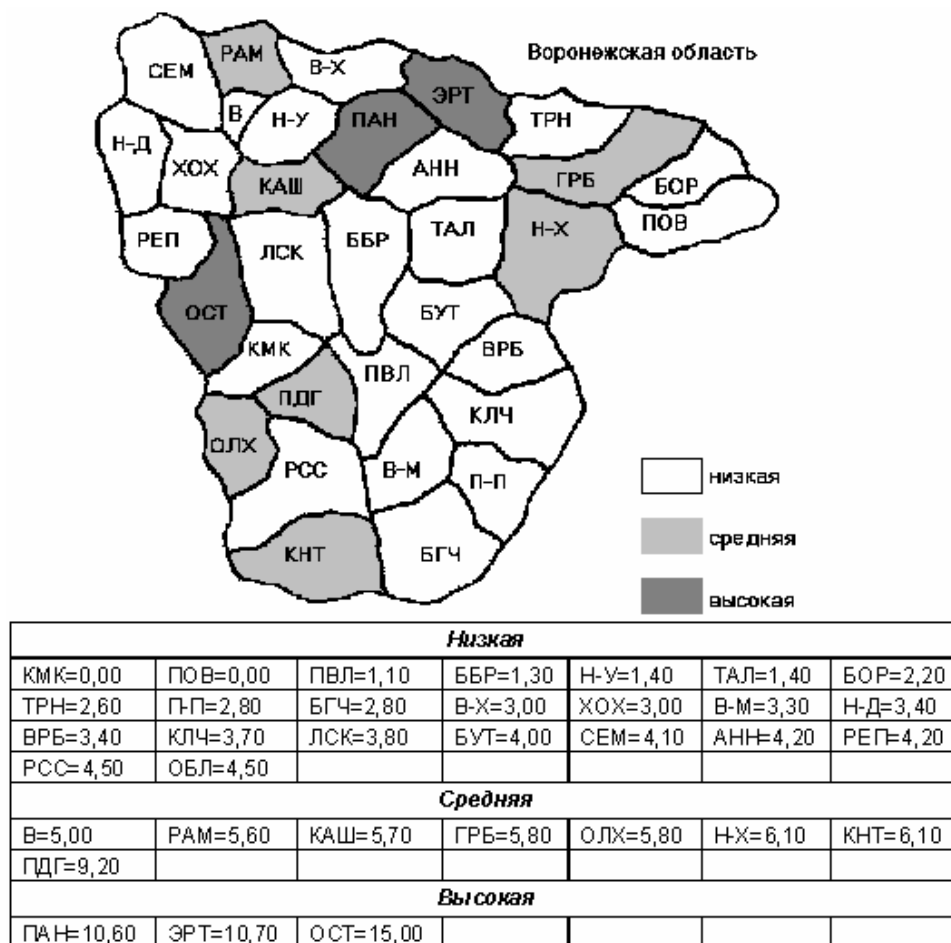 Воронежская область
РАМ
СЕМ
В-Х
ЭРТ
В
Н-У
ПАН
ТРН
Н-Д
ХОХ
АНН
КАШ
ГРБ
БОР
РЕП
ЛСК
ББР
ТАЛ
Н-Х
ПОВ
ОСТ
БУТ
КМК
ВРБ
ПВЛ
ПДГ
КЛЧ
ОЛХ
РСС
В-М
П-П
КНТ
БГЧ
низкая
средняя
высокая
Низкая
КМК=0,00 ПОВ=0,00 ПВЛ=1,10 ББР=1,30 Н-У=1,40 ТАЛ=1,40 БОР=2,20
ТРН=2,60 П-П=2,80 БГЧ=2,80 В-Х=3,00 ХОХ=3,00 В-М=3,30 Н-Д=3,40
ВРБ=3,40 КЛЧ=3,70 ЛСК=3,80 БУТ=4,00 СЕМ=4,10 АНН=4,20 РЕП=4,20
РСС=4,50 ОБЛ=4,50
Средняя
В=5,00 РАМ=5,60 КАШ=5,70 ГРБ=5,80 ОЛХ=5,80 Н-Х=6,10 КНТ=6,10
ПДГ=9,20
Высокая
ПАН=10,60 ЭРТ=10,70 ОСТ=15,00